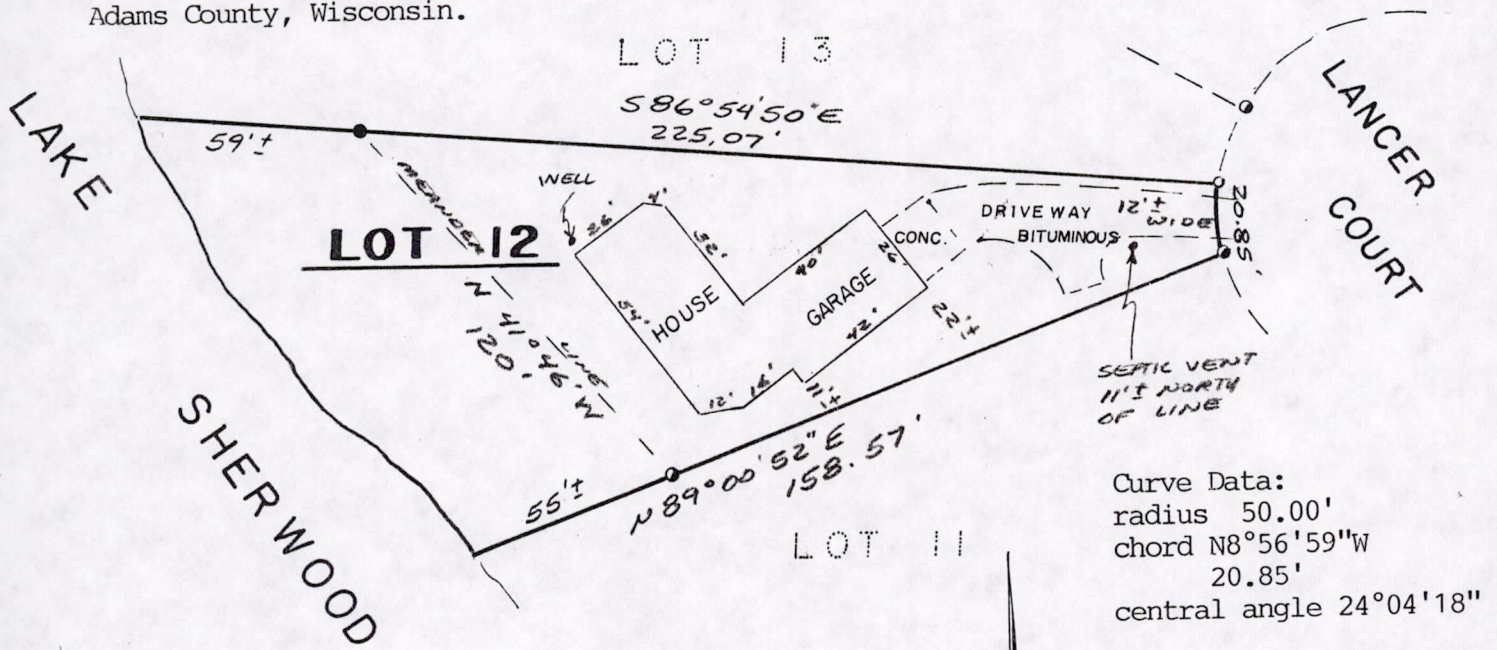 Adams County, Wisconsin.
LOT 13
S86°54'50"E
225.07'
LAKE
SHERWOOD
59'±
MEANDER LINE
N 41°46' W
120'
LOT 12
WELL
26'
4'
32'
40'
26'
54'
HOUSE
GARAGE
42'
12'
16'
11'±
22'±
CONC.
DRIVEWAY
BITUMINOUS
12'± WIDE
20.85'
LANCER
COURT
SEPTIC VENT
11'± NORTH
OF LINE
55'±
N89°00'52"E
158.57'
LOT 11
Curve Data:
radius 50.00'
chord N8°56'59"W
20.85'
central angle 24°04'18"